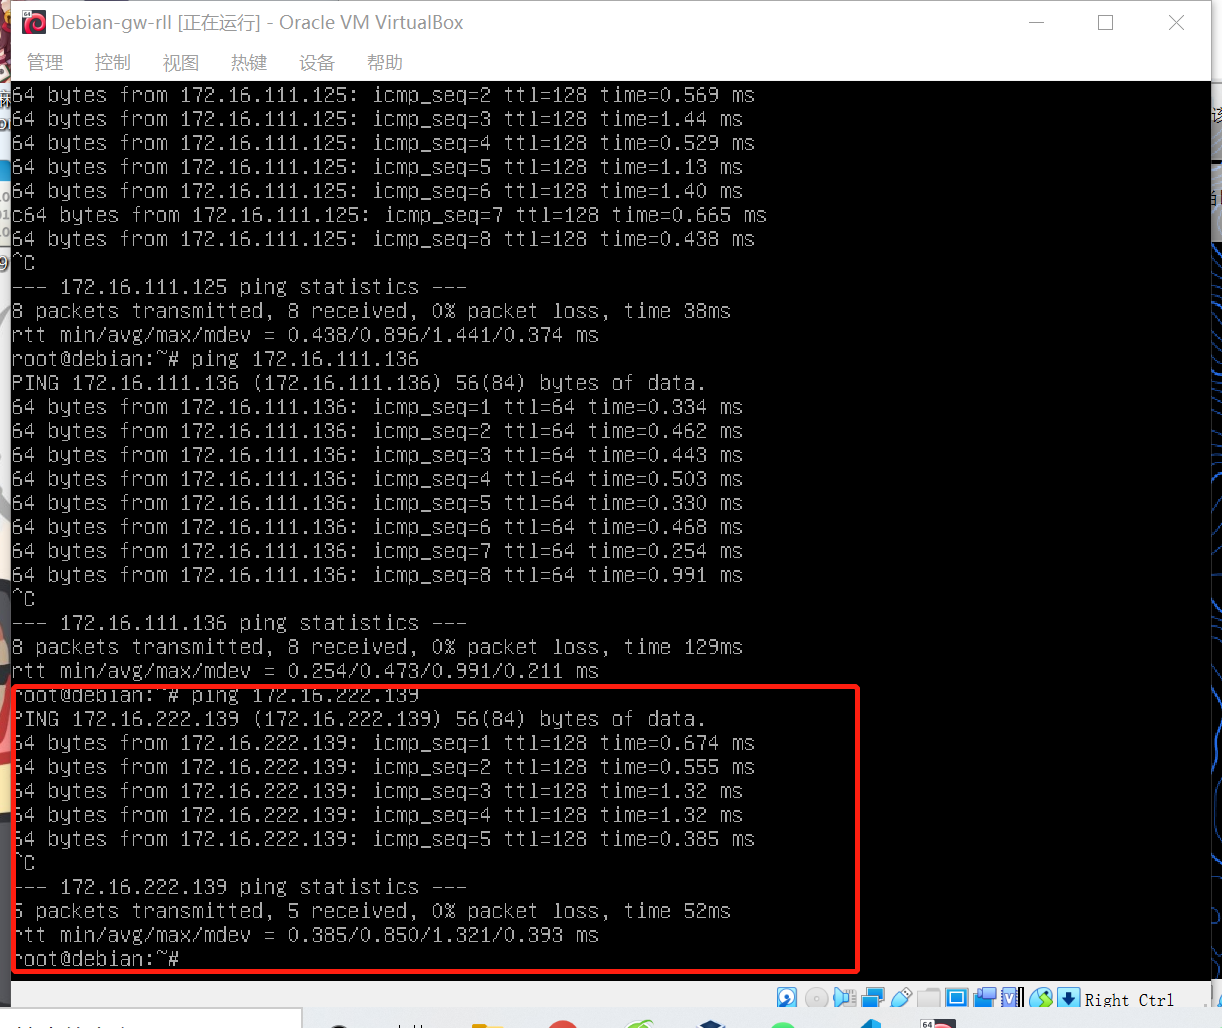 Debian-gw-rll [正在运行] - Oracle VM VirtualBox
管理 控制 视图 热键 设备 帮助
64 bytes from 172.16.111.125: icmp_seq=2 ttl=128 time=0.569 ms
64 bytes from 172.16.111.125: icmp_seq=3 ttl=128 time=1.44 ms
64 bytes from 172.16.111.125: icmp_seq=4 ttl=128 time=0.529 ms
64 bytes from 172.16.111.125: icmp_seq=5 ttl=128 time=1.13 ms
64 bytes from 172.16.111.125: icmp_seq=6 ttl=128 time=1.40 ms
c64 bytes from 172.16.111.125: icmp_seq=7 ttl=128 time=0.665 ms
64 bytes from 172.16.111.125: icmp_seq=8 ttl=128 time=0.438 ms
^C
--- 172.16.111.125 ping statistics ---
8 packets transmitted, 8 received, 0% packet loss, time 38ms
rtt min/avg/max/mdev = 0.438/0.896/1.441/0.374 ms
root@debian:~# ping 172.16.111.136
PING 172.16.111.136 (172.16.111.136) 56(84) bytes of data.
64 bytes from 172.16.111.136: icmp_seq=1 ttl=64 time=0.334 ms
64 bytes from 172.16.111.136: icmp_seq=2 ttl=64 time=0.462 ms
64 bytes from 172.16.111.136: icmp_seq=3 ttl=64 time=0.443 ms
64 bytes from 172.16.111.136: icmp_seq=4 ttl=64 time=0.503 ms
64 bytes from 172.16.111.136: icmp_seq=5 ttl=64 time=0.330 ms
64 bytes from 172.16.111.136: icmp_seq=6 ttl=64 time=0.468 ms
64 bytes from 172.16.111.136: icmp_seq=7 ttl=64 time=0.254 ms
64 bytes from 172.16.111.136: icmp_seq=8 ttl=64 time=0.991 ms
^C
--- 172.16.111.136 ping statistics ---
8 packets transmitted, 8 received, 0% packet loss, time 129ms
rtt min/avg/max/mdev = 0.254/0.473/0.991/0.211 ms
root@debian:~# ping 172.16.222.139
PING 172.16.222.139 (172.16.222.139) 56(84) bytes of data.
64 bytes from 172.16.222.139: icmp_seq=1 ttl=128 time=0.674 ms
64 bytes from 172.16.222.139: icmp_seq=2 ttl=128 time=0.555 ms
64 bytes from 172.16.222.139: icmp_seq=3 ttl=128 time=1.32 ms
64 bytes from 172.16.222.139: icmp_seq=4 ttl=128 time=1.32 ms
64 bytes from 172.16.222.139: icmp_seq=5 ttl=128 time=0.385 ms
^C
--- 172.16.222.139 ping statistics ---
5 packets transmitted, 5 received, 0% packet loss, time 52ms
rtt min/avg/max/mdev = 0.385/0.850/1.321/0.393 ms
root@debian:~#
Right Ctrl